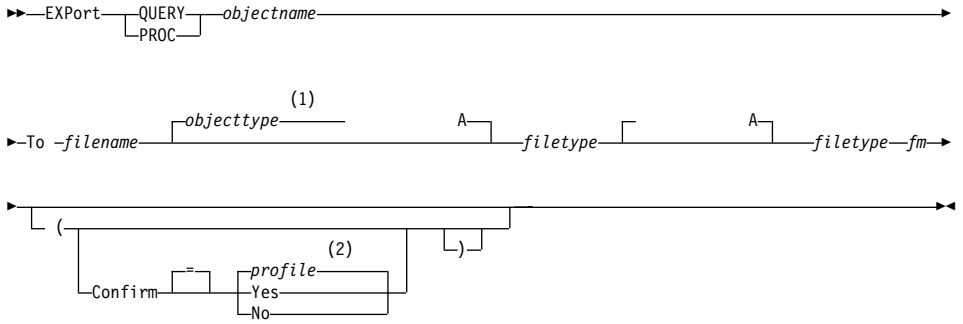 EXPort QUERY objectname
PROC
(1)
objecttype A A
To filename filetype filetype fm
(
)
(2)
= profile
Confirm Yes
No